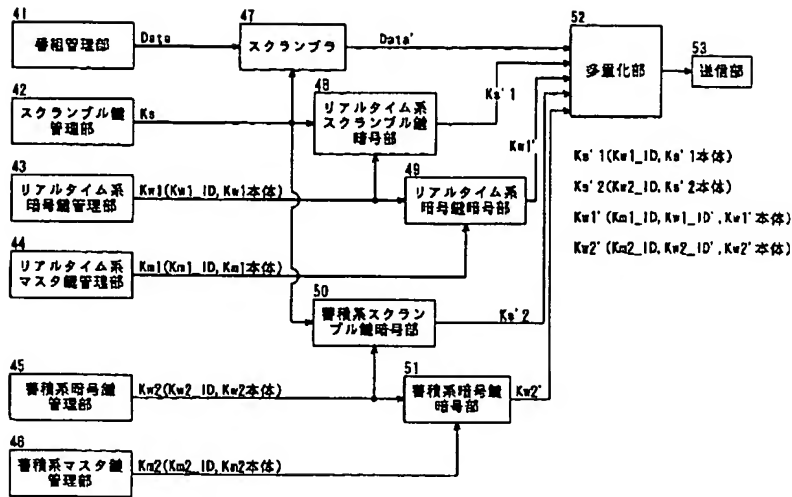 41
番組管理部
Data
47
スクランブラ
Data'
52
多重化部
53
送信部
42
スクランブル鍵
管理部
Ks
48
リアルタイム系
スクランブル鍵
暗号部
Ks'1
43
リアルタイム系
暗号鍵管理部
Kw1(Kw1_ID,Kw1本体)
49
リアルタイム系
暗号鍵暗号部
Kw1'
Ks'1(Kw1_ID,Ks'1本体)
Ks'2(Kw2_ID,Ks'2本体)
Kw1'(Km1_ID,Kw1_ID',Kw1'本体)
Kw2'(Km2_ID,Kw2_ID',Kw2'本体)
44
リアルタイム系
マスタ鍵管理部
Km1(Km1_ID,Km1本体)
50
蓄積系スクラン
ブル鍵暗号部
Ks'2
45
蓄積系暗号鍵
管理部
Kw2(Kw2_ID,Kw2本体)
51
蓄積系暗号鍵
暗号部
Kw2'
46
蓄積系マスタ鍵
管理部
Km2(Km2_ID,Km2本体)